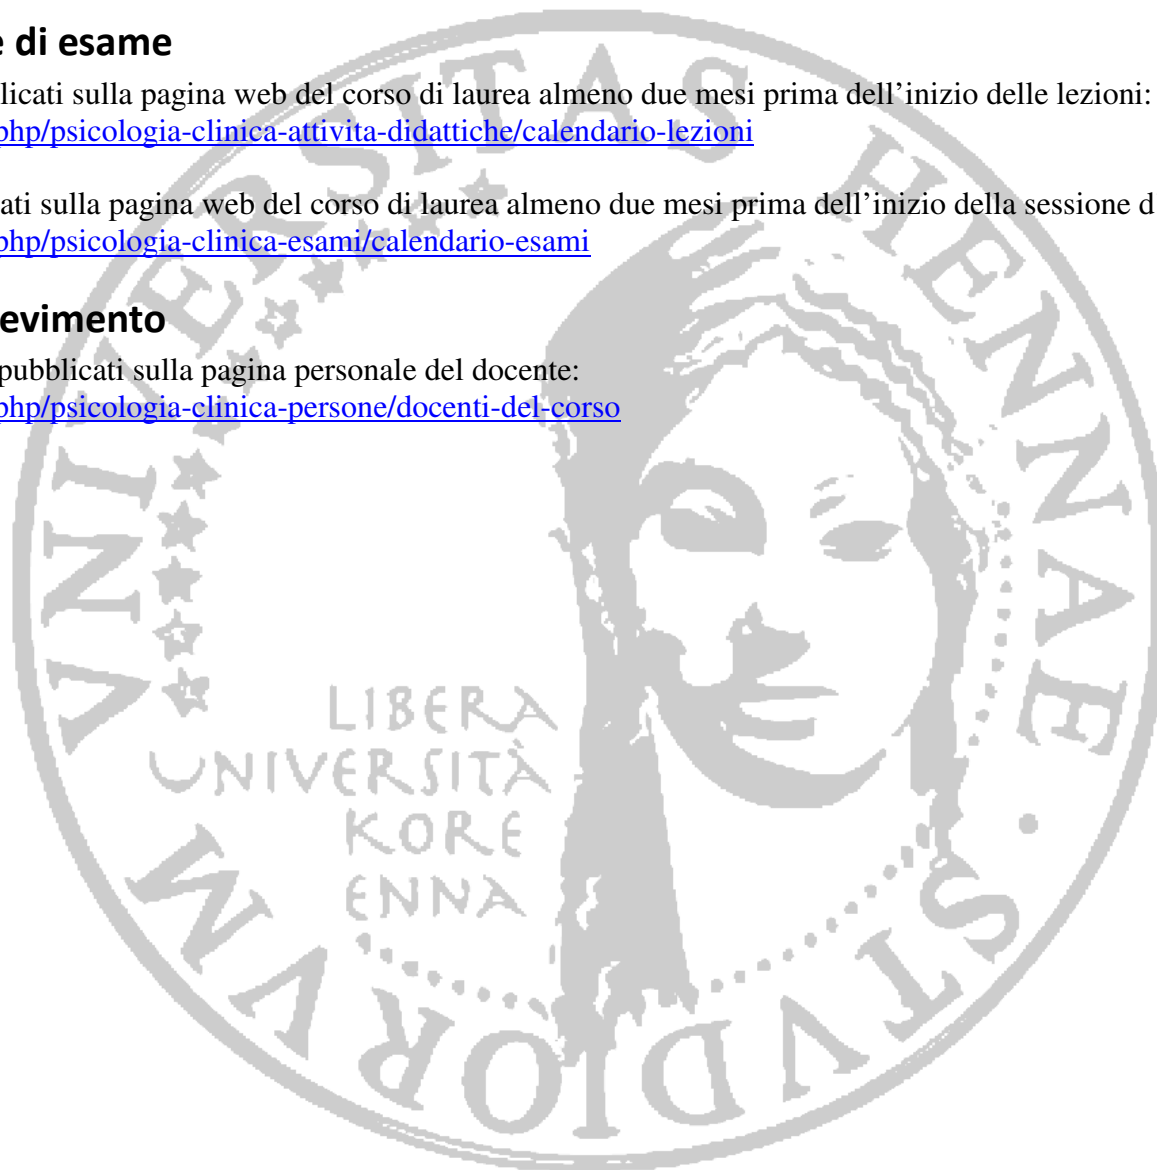 e di esame
licati sulla pagina web del corso di laurea almeno due mesi prima dell’inizio delle lezioni:
php/psicologia-clinica-attivita-didattiche/calendario-lezioni
ati sulla pagina web del corso di laurea almeno due mesi prima dell’inizio della sessione d
php/psicologia-clinica-esami/calendario-esami
evimento
pubblicati sulla pagina personale del docente:
php/psicologia-clinica-persone/docenti-del-corso
VNIVERSITAS HENNAE · STVDIORVM
LIBERA
UNIVERSITÀ
KORE
ENNA